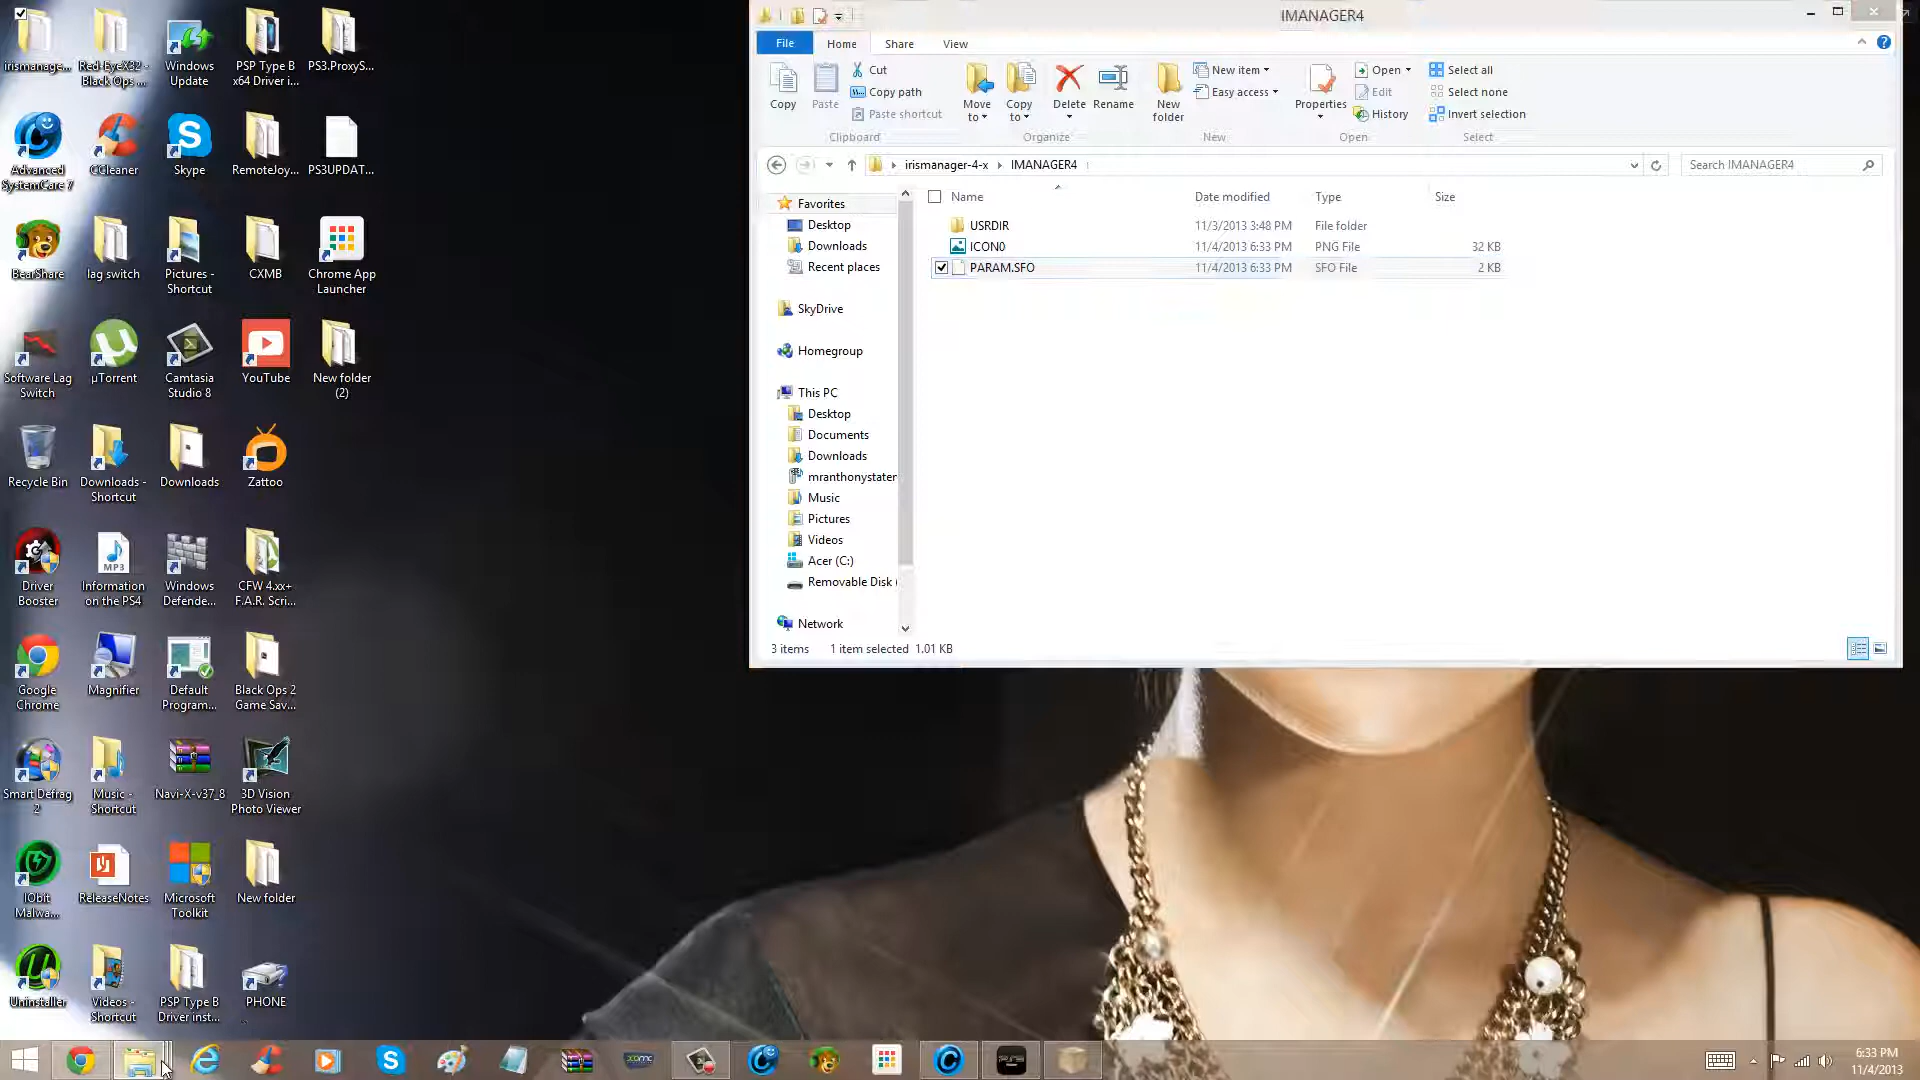 irismanage...
Red-EyeX32 -
Black Ops ...
Windows
Update
PSP Type B
x64 Driver i...
PS3.ProxyS...
Advanced
SystemCare 7
CCleaner
Skype
RemoteJoy...
PS3UPDAT...
BearShare
lag switch
Pictures -
Shortcut
CXMB
Chrome App
Launcher
Software Lag
Switch
µTorrent
Camtasia
Studio 8
YouTube
New folder
(2)
Recycle Bin
Downloads -
Shortcut
Downloads
Zattoo
Driver
Booster
MP3
Information
on the PS4
Windows
Defende...
CFW 4.xx+
F.A.R. Scri...
Google
Chrome
Magnifier
Default
Program...
Black Ops 2
Game Sav...
Smart Defrag
2
Music -
Shortcut
Navi-X-v37_8
3D Vision
Photo Viewer
IObit
Malwa...
ReleaseNotes
Microsoft
Toolkit
New folder
Uninstaller
Videos -
Shortcut
PSP Type B
Driver inst...
PHONE
IMANAGER4
File
Home
Share
View
Copy
Paste
Cut
Copy path
Paste shortcut
Clipboard
Move
to
Copy
to
Delete
Rename
Organize
New
folder
New item
Easy access
New
Properties
Open
Edit
History
Open
Select all
Select none
Invert selection
Select
irismanager-4-x
IMANAGER4
Search IMANAGER4
Name
Date modified
Type
Size
USRDIR
11/3/2013 3:48 PM
File folder
ICON0
11/4/2013 6:33 PM
PNG File
32 KB
PARAM.SFO
11/4/2013 6:33 PM
SFO File
2 KB
Favorites
Desktop
Downloads
Recent places
SkyDrive
Homegroup
This PC
Desktop
Documents
Downloads
mranthonystaten
Music
Pictures
Videos
Acer (C:)
Removable Disk (
Network
3 items
1 item selected 1.01 KB
6:33 PM
11/4/2013